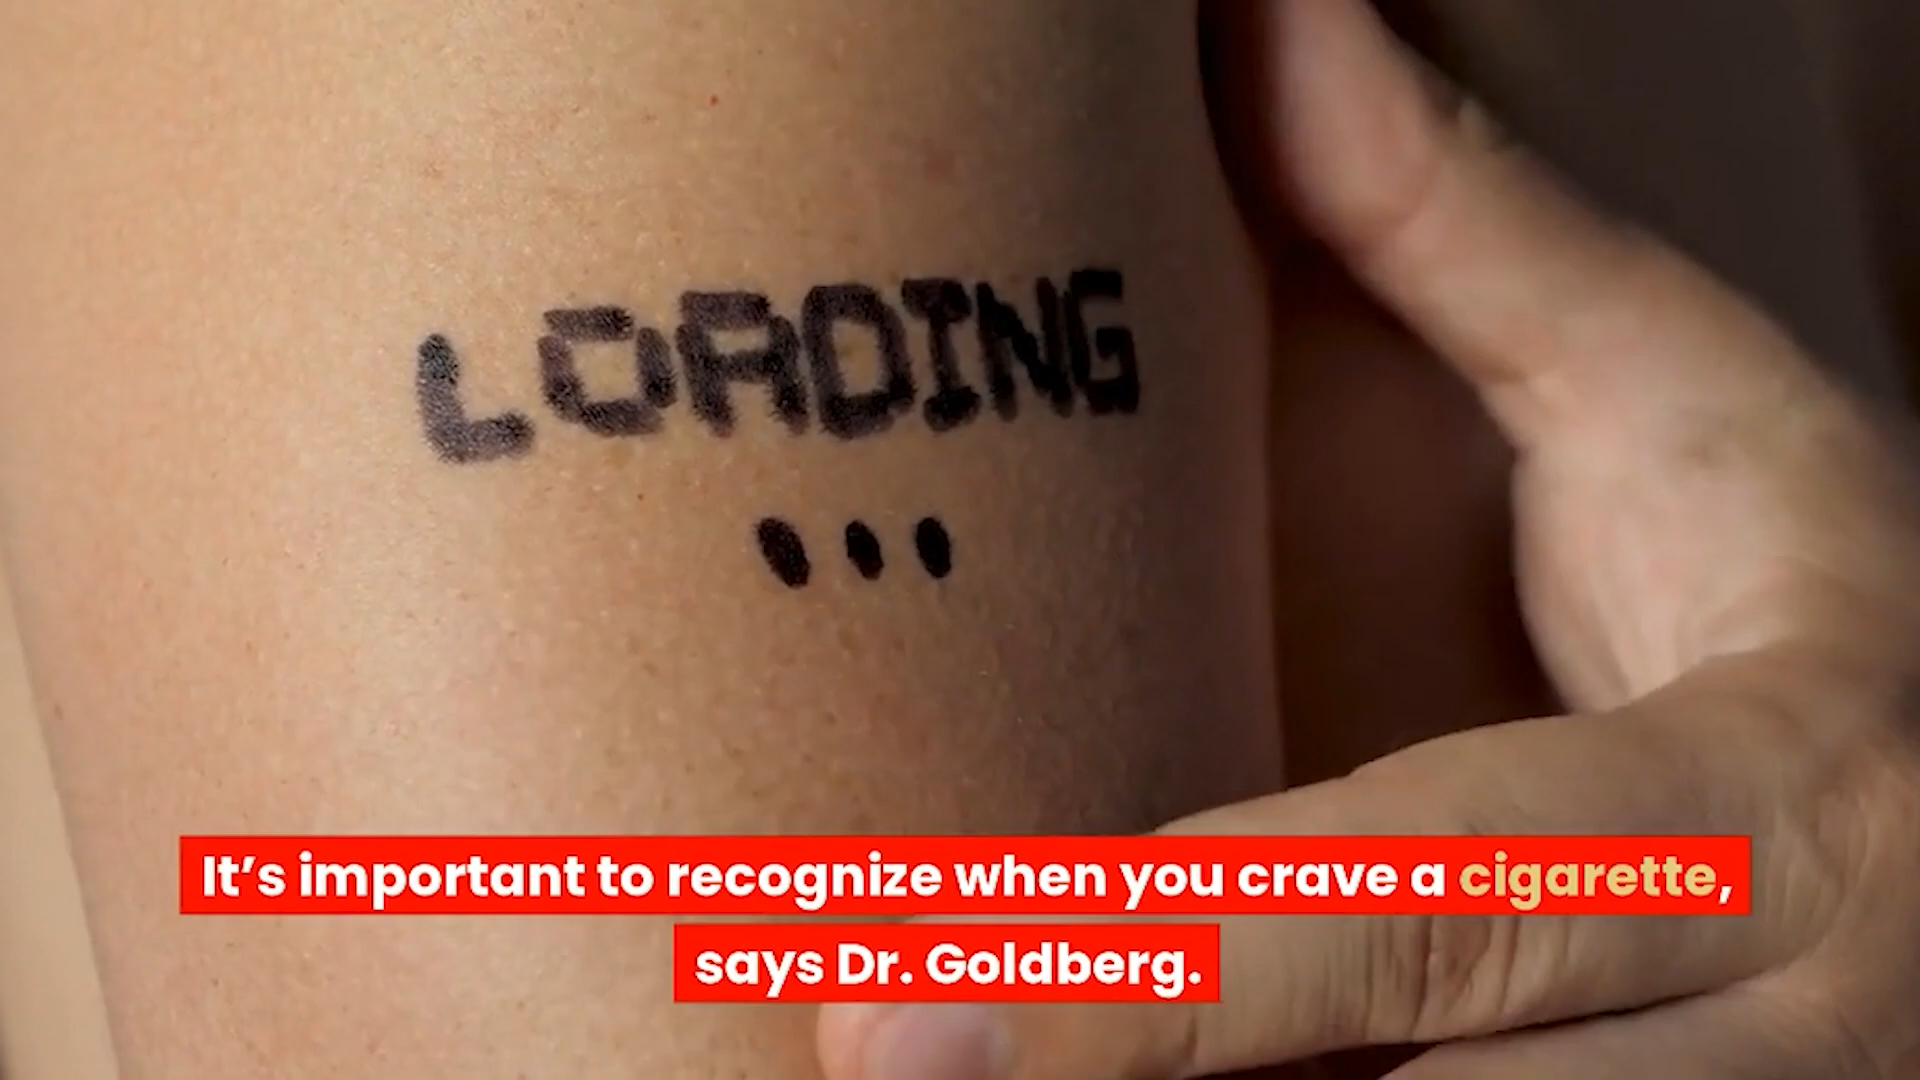 LOADING
...
It’s important to recognize when you crave a cigarette,
says Dr. Goldberg.